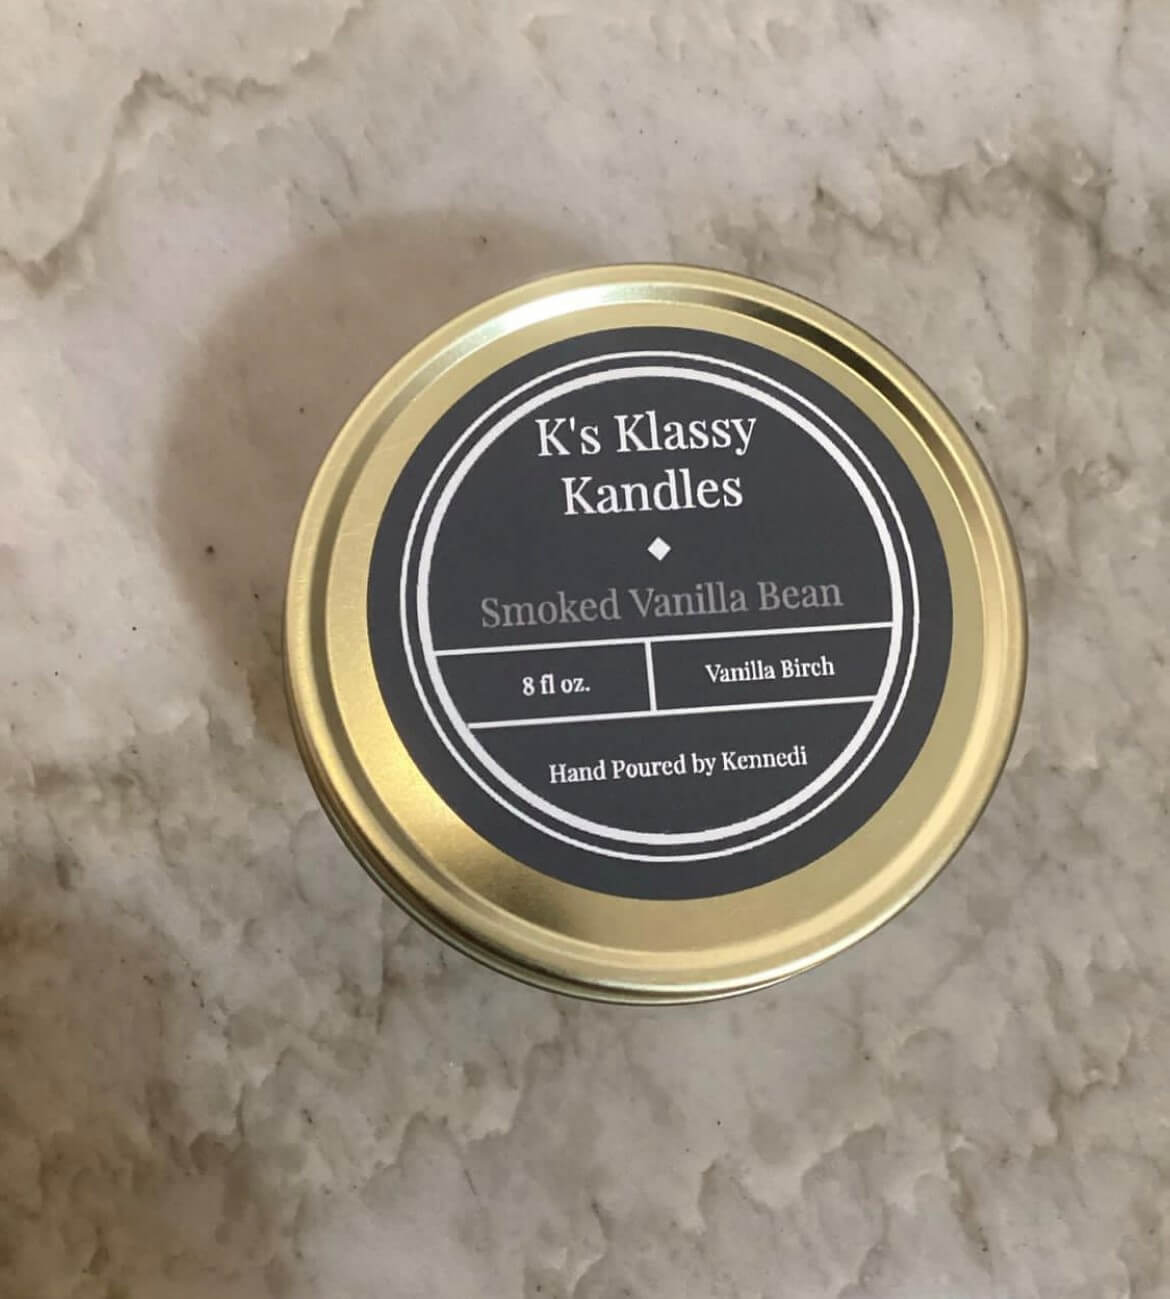 K's Klassy
Kandles
Smoked Vanilla Bean
8 fl oz.
Vanilla Birch
Hand Poured by Kennedi